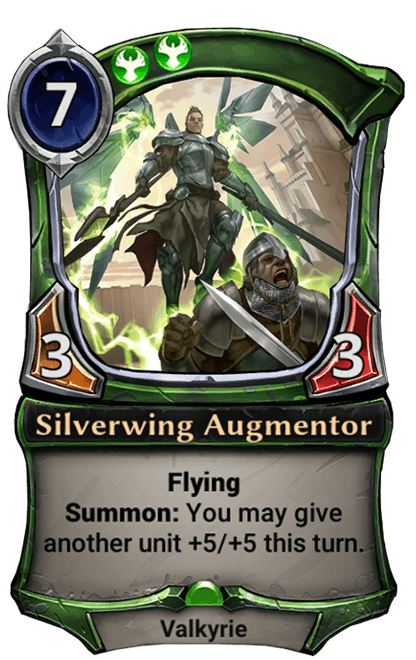 7
3
3
Silverwing Augmentor
Flying
Summon: You may give
another unit +5/+5 this turn.
Valkyrie